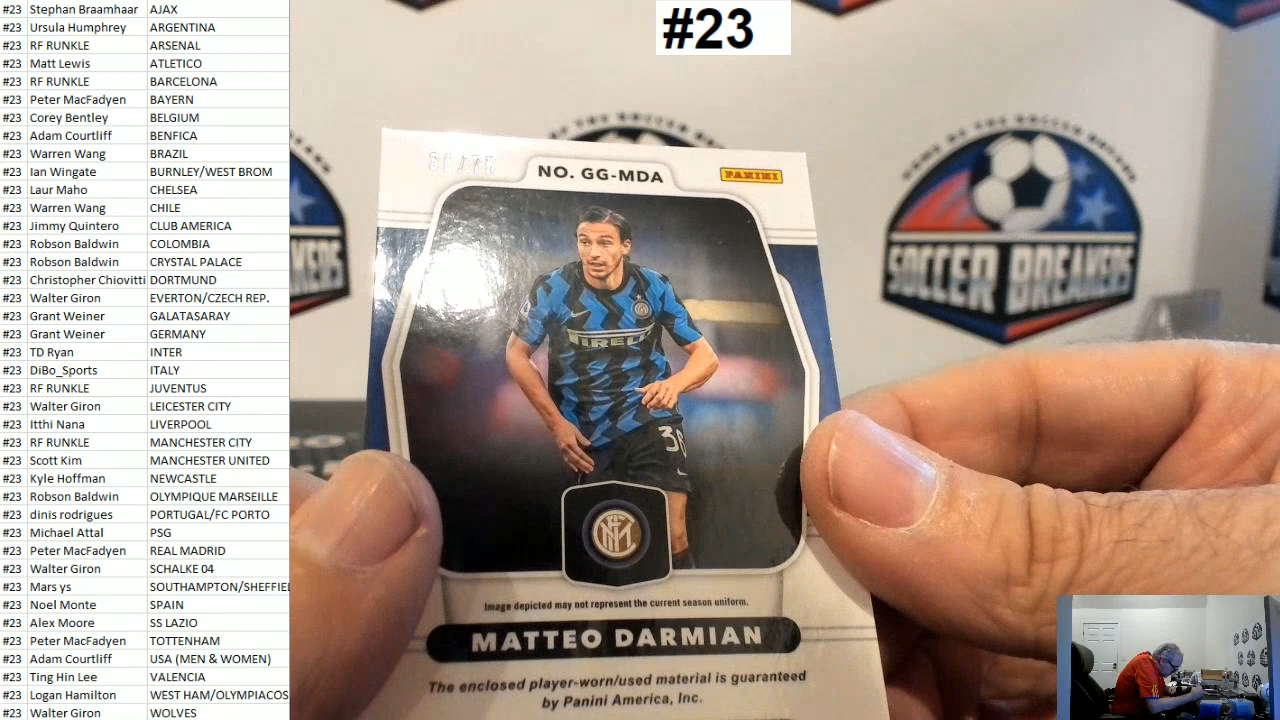 #23 Stephan Braamhaar AJAX
#23 Ursula Humphrey ARGENTINA
#23 RF RUNKLE ARSENAL
#23 Matt Lewis ATLETICO
#23 RF RUNKLE BARCELONA
#23 Peter MacFadyen BAYERN
#23 Corey Bentley BELGIUM
#23 Adam Courtliff BENFICA
#23 Warren Wang BRAZIL
#23 Ian Wingate BURNLEY/WEST BROM
#23 Laur Maho CHELSEA
#23 Warren Wang CHILE
#23 Jimmy Quintero CLUB AMERICA
#23 Robson Baldwin COLOMBIA
#23 Robson Baldwin CRYSTAL PALACE
#23 Christopher Chiovitti DORTMUND
#23 Walter Giron EVERTON/CZECH REP.
#23 Grant Weiner GALATASARAY
#23 Grant Weiner GERMANY
#23 TD Ryan INTER
#23 DiBo_Sports ITALY
#23 RF RUNKLE JUVENTUS
#23 Walter Giron LEICESTER CITY
#23 Itthi Nana LIVERPOOL
#23 RF RUNKLE MANCHESTER CITY
#23 Scott Kim MANCHESTER UNITED
#23 Kyle Hoffman NEWCASTLE
#23 Robson Baldwin OLYMPIQUE MARSEILLE
#23 dinis rodrigues PORTUGAL/FC PORTO
#23 Michael Attal PSG
#23 Peter MacFadyen REAL MADRID
#23 Walter Giron SCHALKE 04
#23 Mars ys SOUTHAMPTON/SHEFFIEL
#23 Noel Monte SPAIN
#23 Alex Moore SS LAZIO
#23 Peter MacFadyen TOTTENHAM
#23 Adam Courtliff USA (MEN & WOMEN)
#23 Ting Hin Lee VALENCIA
#23 Logan Hamilton WEST HAM/OLYMPIACOS
#23 Walter Giron WOLVES
#23
NO. GG-MDA
PANINI
PIRELLI
36
Image depicted may not represent the current season uniform.
MATTEO DARMIAN
The enclosed player-worn/used material is guaranteed
by Panini America, Inc.
SOCCER BREAKERS